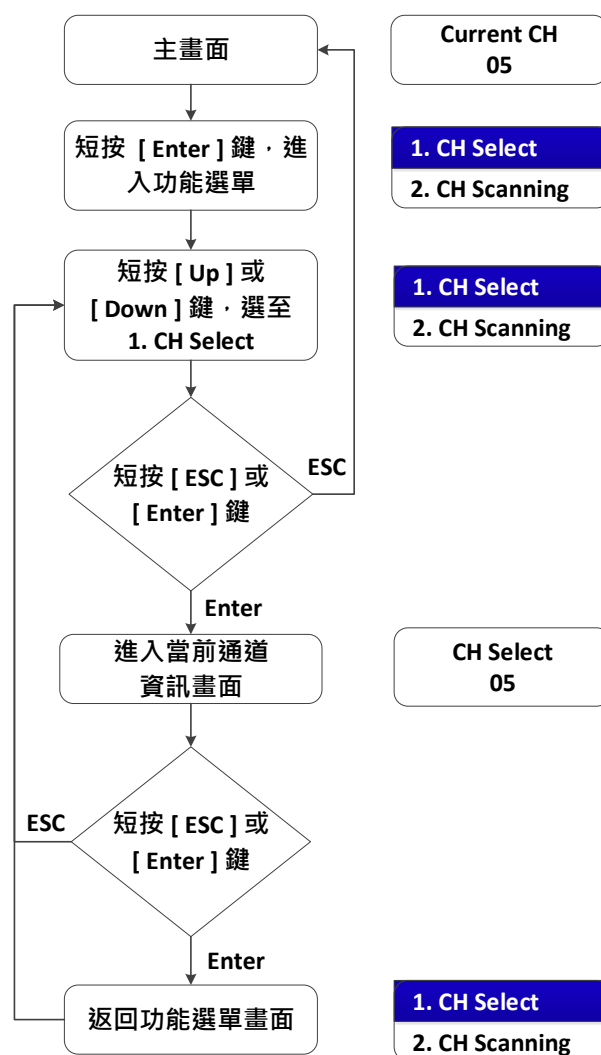 主畫面
Current CH
05
短按 [ Enter ] 鍵，進
入功能選單
1. CH Select
2. CH Scanning
短按 [ Up ] 或
[ Down ] 鍵，選至
1. CH Select
1. CH Select
2. CH Scanning
短按 [ ESC ] 或
[ Enter ] 鍵
ESC
Enter
進入當前通道
資訊畫面
CH Select
05
ESC
短按 [ ESC ] 或
[ Enter ] 鍵
Enter
返回功能選單畫面
1. CH Select
2. CH Scanning